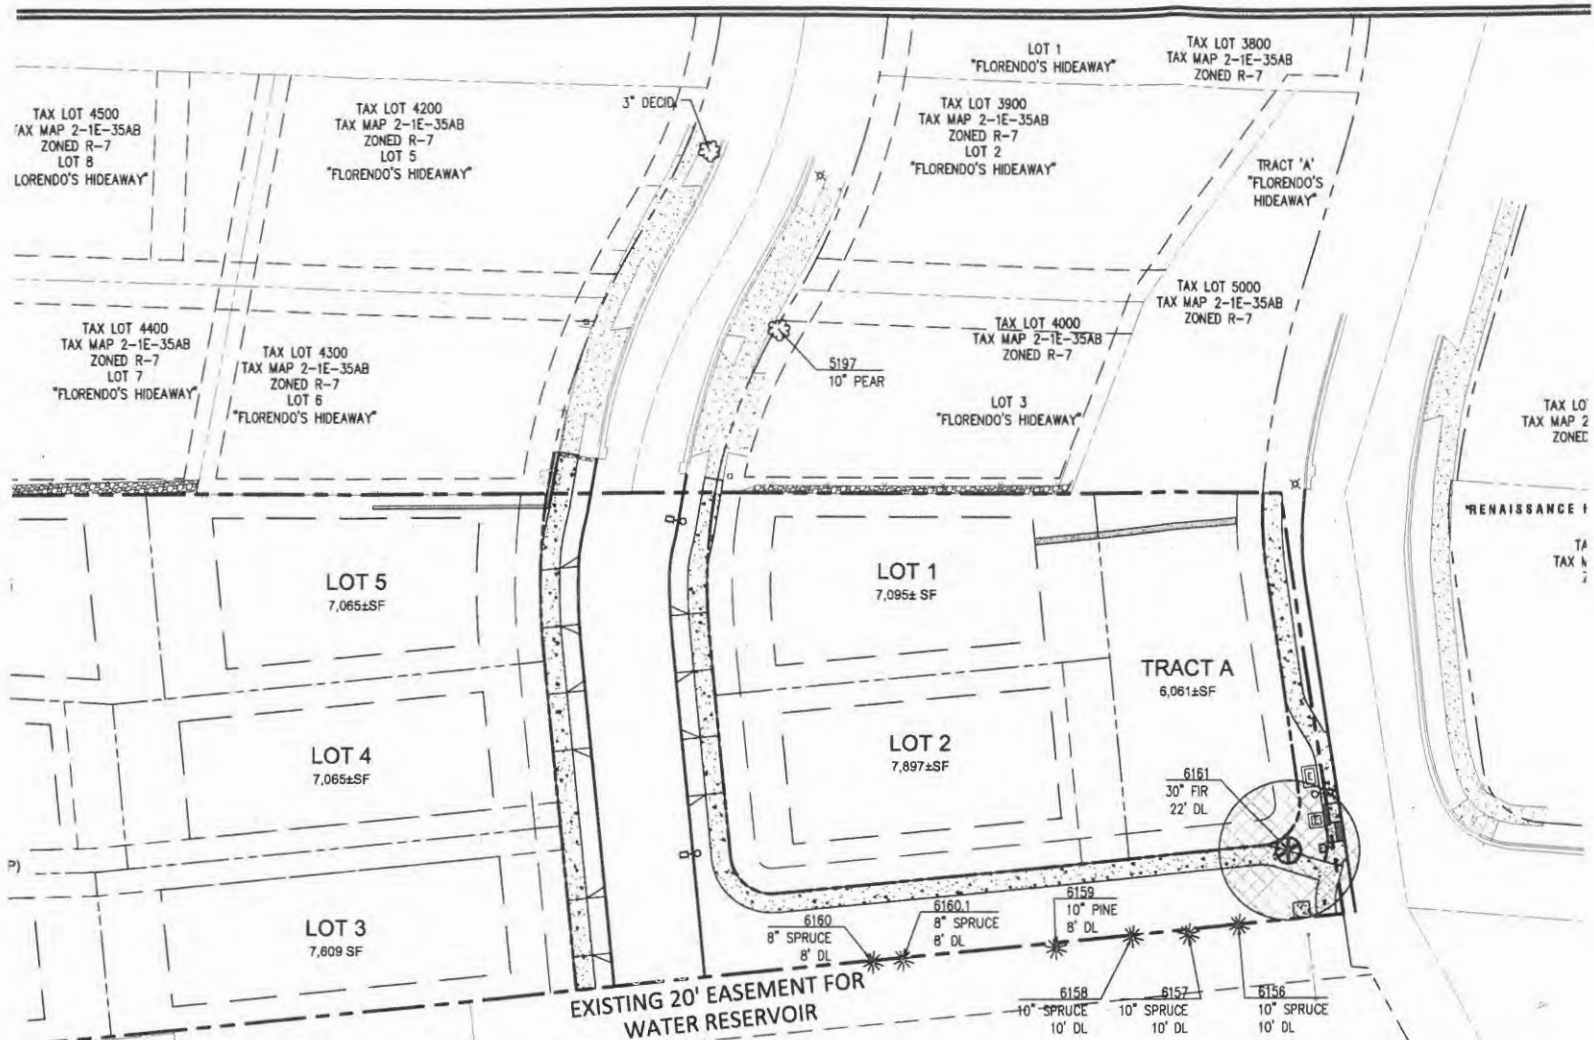 LOT 1
"FLORENDO'S HIDEAWAY"
TAX LOT 3800
TAX MAP 2-1E-35AB
ZONED R-7
TAX LOT 4500
TAX MAP 2-1E-35AB
ZONED R-7
LOT 8
LORENDO'S HIDEAWAY"
TAX LOT 4200
TAX MAP 2-1E-35AB
ZONED R-7
LOT 5
"FLORENDO'S HIDEAWAY"
3" DECID
TAX LOT 3900
TAX MAP 2-1E-35AB
ZONED R-7
LOT 2
"FLORENDO'S HIDEAWAY"
TRACT 'A'
"FLORENDO'S
HIDEAWAY"
TAX LOT 5000
TAX MAP 2-1E-35AB
ZONED R-7
TAX LOT 4400
TAX MAP 2-1E-35AB
ZONED R-7
LOT 7
"FLORENDO'S HIDEAWAY"
TAX LOT 4300
TAX MAP 2-1E-35AB
ZONED R-7
LOT 6
"FLORENDO'S HIDEAWAY"
5197
10" PEAR
TAX LOT 4000
TAX MAP 2-1E-35AB
ZONED R-7
LOT 3
"FLORENDO'S HIDEAWAY"
TAX LO
TAX MAP 2
ZONED
"RENAISSANCE
TAX
LOT 5
7,065±SF
LOT 1
7,095± SF
TRACT A
6,061±SF
LOT 4
7,065±SF
LOT 2
7,897±SF
6161
30" FIR
22' DL
P)
LOT 3
7,609 SF
6160
8" SPRUCE
8' DL
6160.1
8" SPRUCE
8' DL
6159
10" PINE
8' DL
EXISTING 20' EASEMENT FOR
WATER RESERVOIR
6158
10" SPRUCE
10' DL
6157
10" SPRUCE
10' DL
6156
10" SPRUCE
10' DL